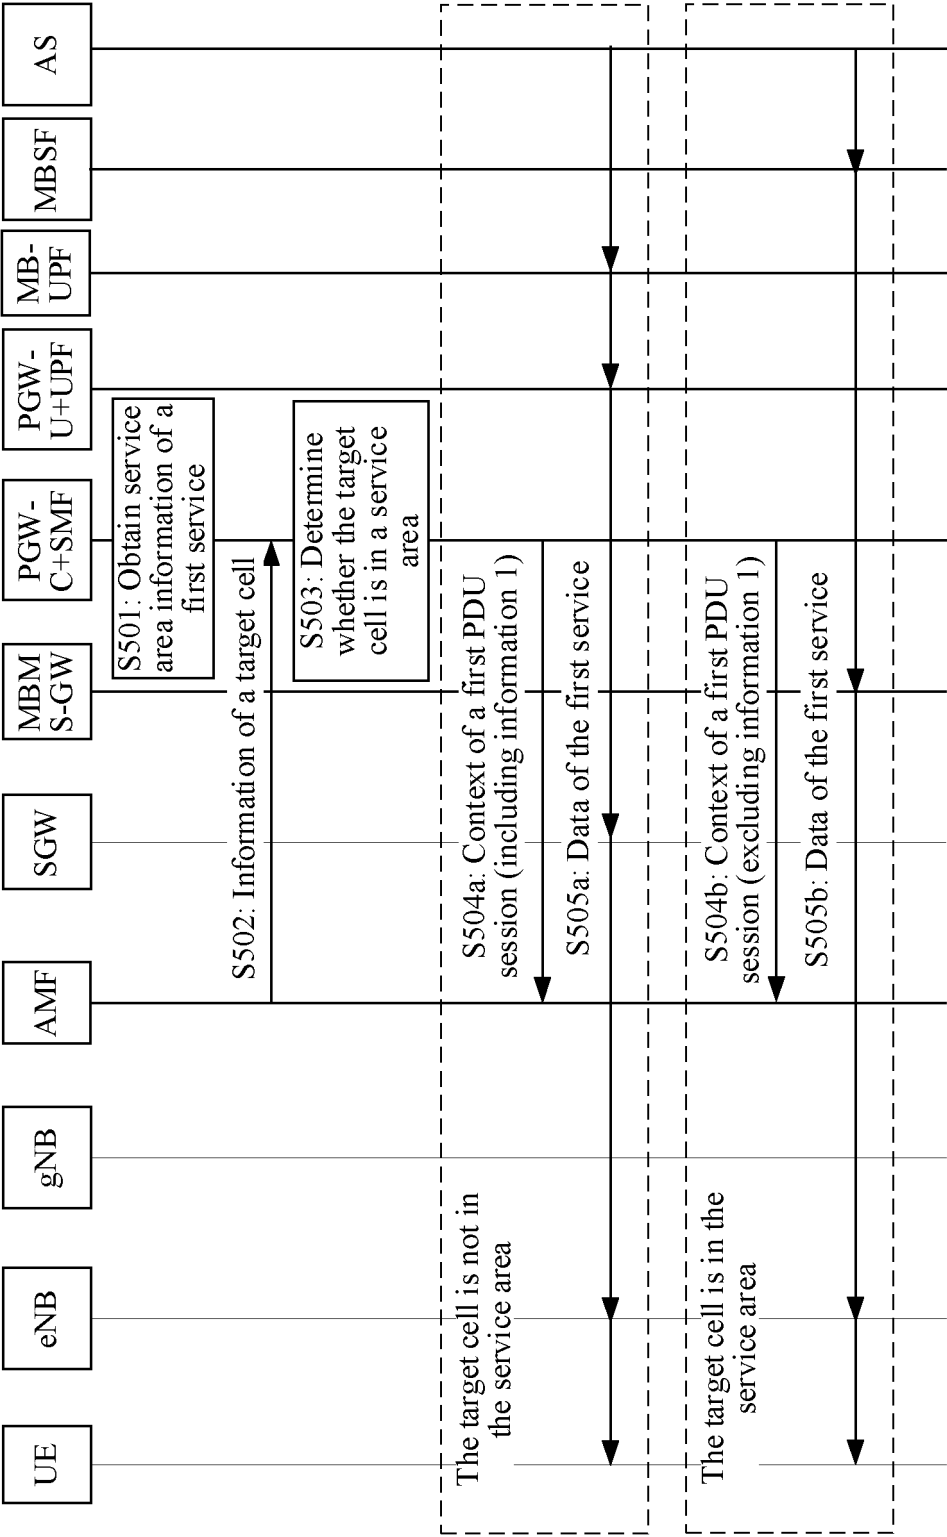 UE
eNB
gNB
AMF
SGW
MBM
S-GW
PGW-
C+SMF
PGW-
U+UPF
MB-
UPF
MBSF
AS
S501: Obtain service
area information of a
first service
S502: Information of a target cell
S503: Determine
whether the target
cell is in a service
area
The target cell is not in
the service area
S504a: Context of a first PDU
session (including information 1)
S505a: Data of the first service
The target cell is in the
service area
S504b: Context of a first PDU
session (excluding information 1)
S505b: Data of the first service